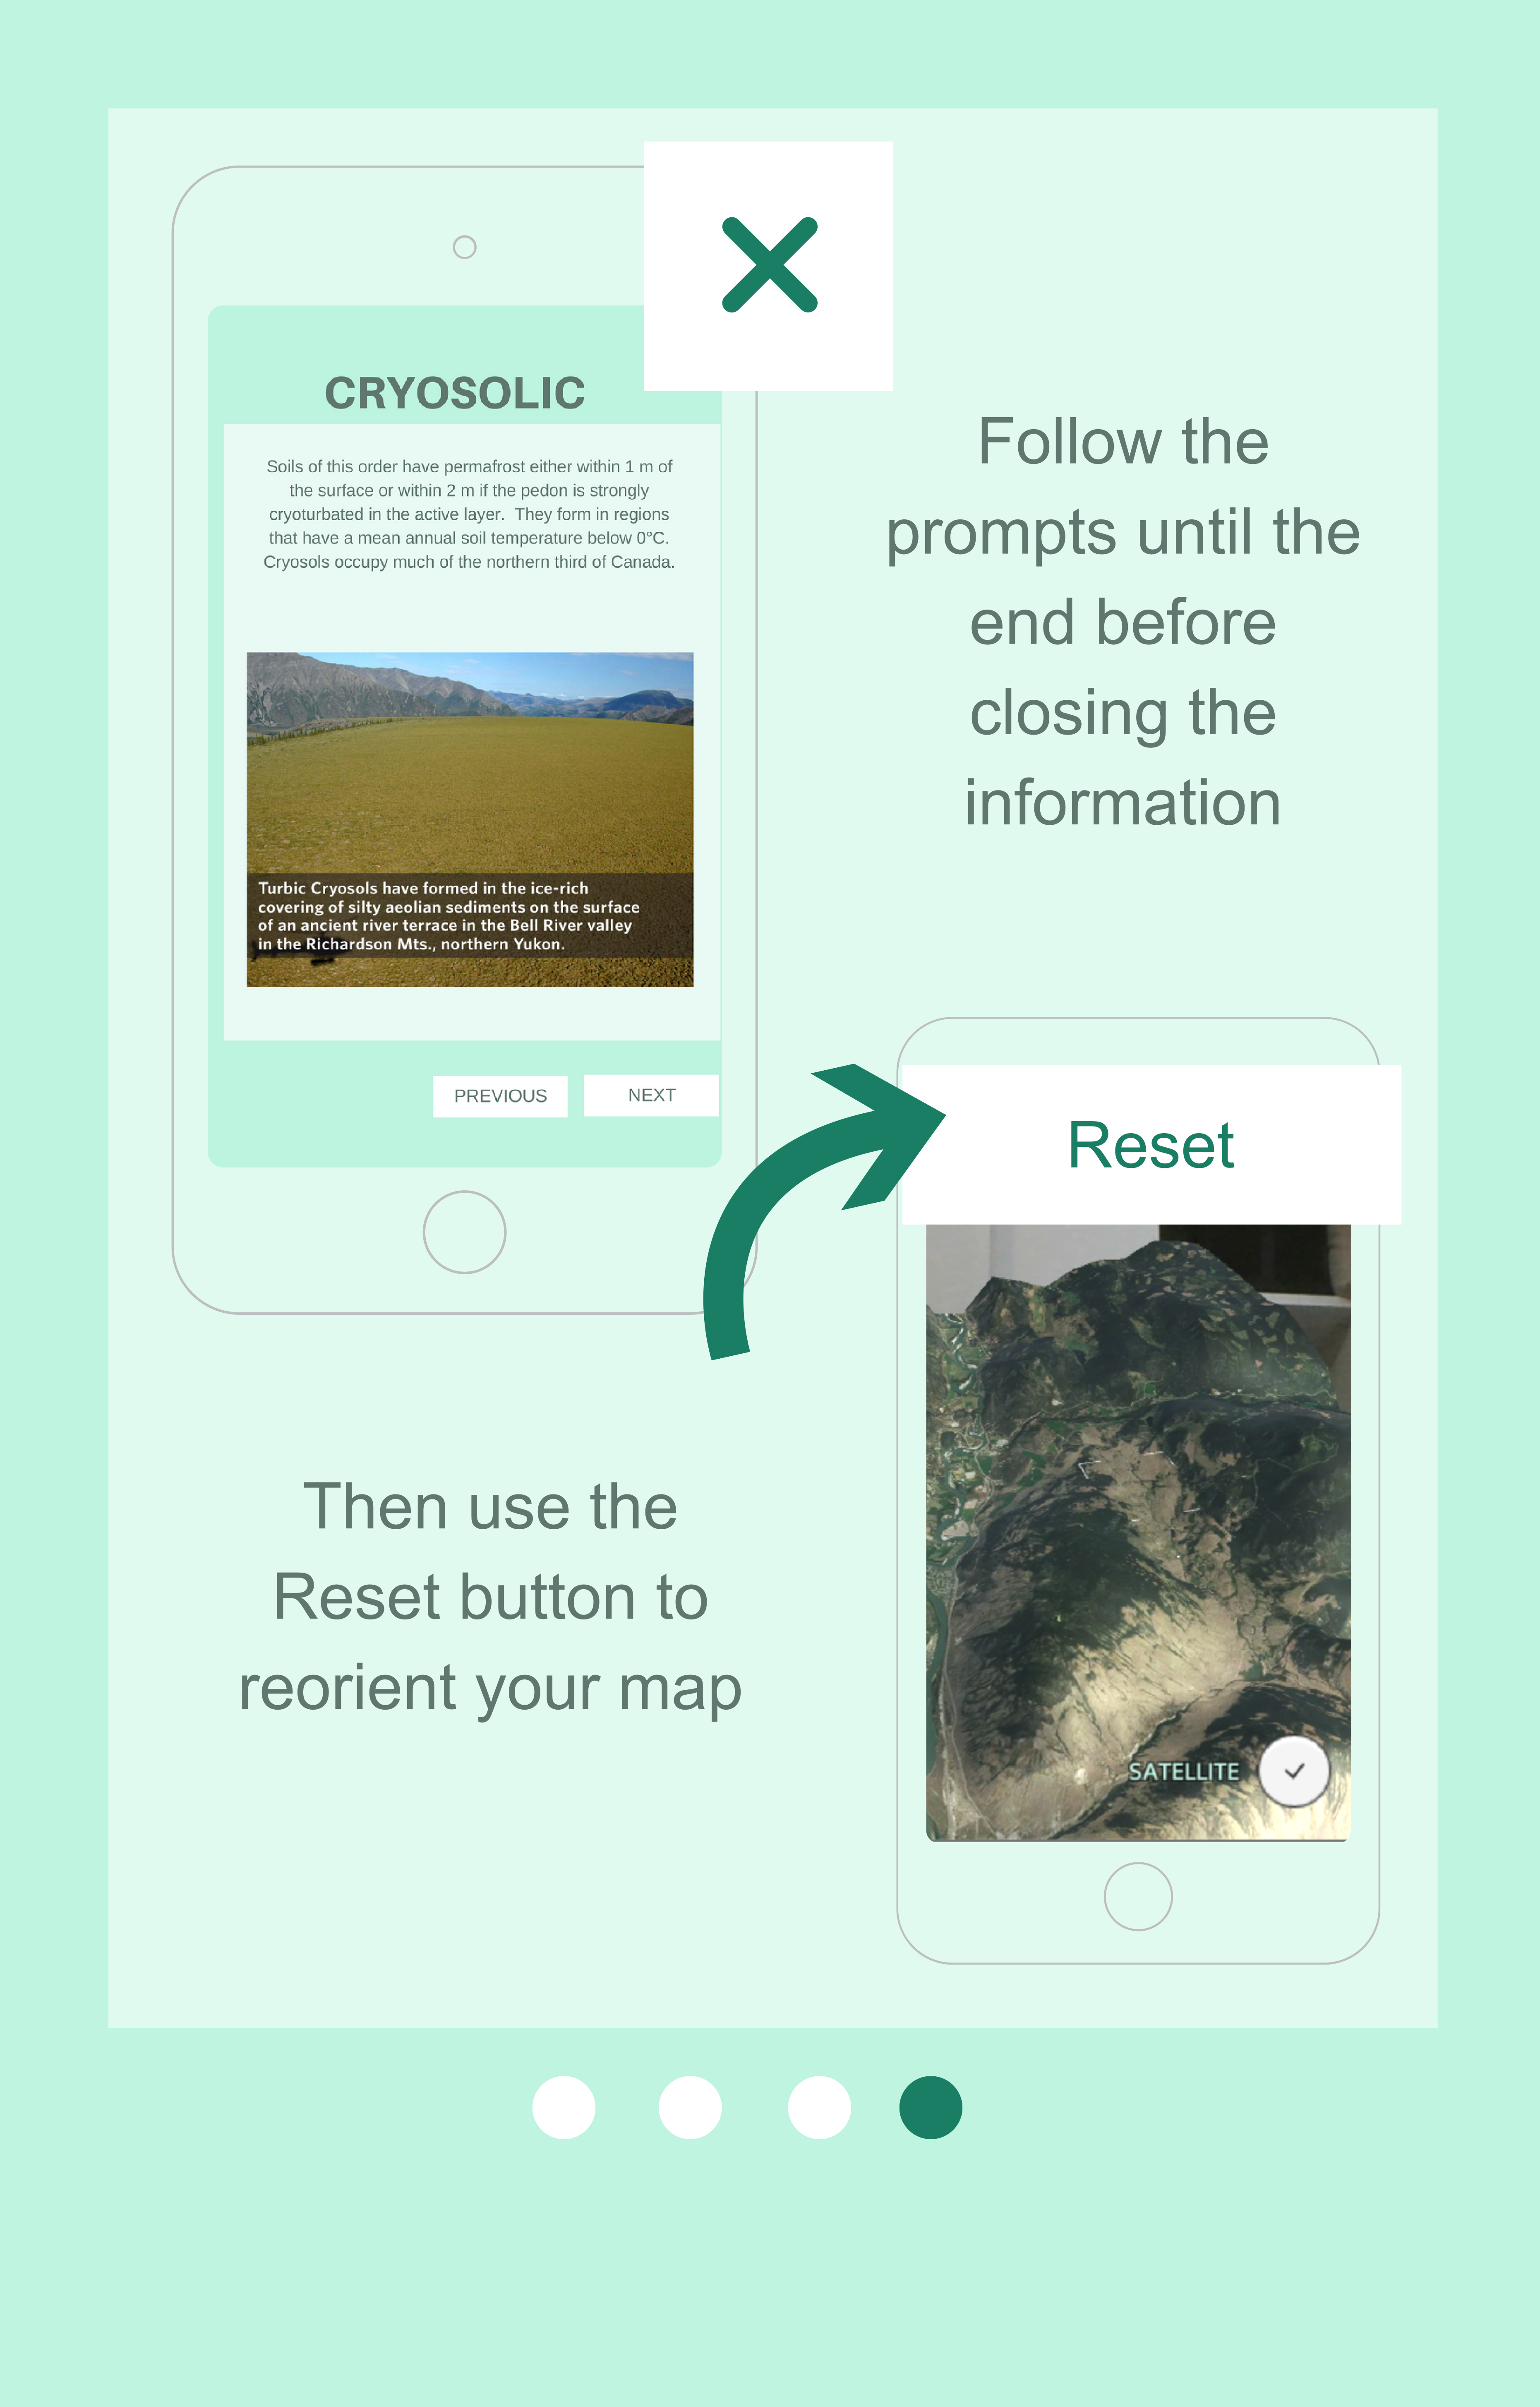 CRYOSOLIC
Soils of this order have permafrost either within 1 m of
the surface or within 2 m if the pedon is strongly
cryoturbated in the active layer.  They form in regions
that have a mean annual soil temperature below 0°C.
Cryosols occupy much of the northern third of Canada.
Turbic Cryosols have formed in the ice-rich
covering of silty aeolian sediments on the surface
of an ancient river terrace in the Bell River valley
in the Richardson Mts., northern Yukon.
PREVIOUS
NEXT
Follow the
prompts until the
end before
closing the
information
Reset
SATELLITE
Then use the
Reset button to
reorient your map